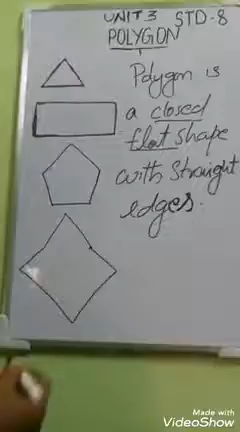 UNIT 3 STD-8
POLYGON
Polygon is
a closed
flat shape
with straight
edges.
Made with
VideoShow